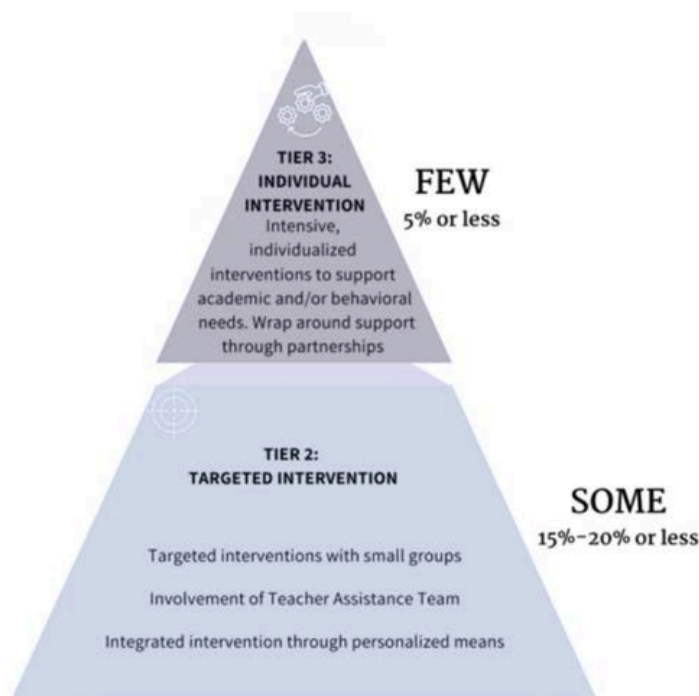 TIER 3:
INDIVIDUAL
INTERVENTION
Intensive,
individualized
interventions to support
academic and/or behavioral
needs. Wrap around support
through partnerships
FEW
5% or less
TIER 2:
TARGETED INTERVENTION
Targeted interventions with small groups
Involvement of Teacher Assistance Team
Integrated intervention through personalized means
SOME
15%-20% or less